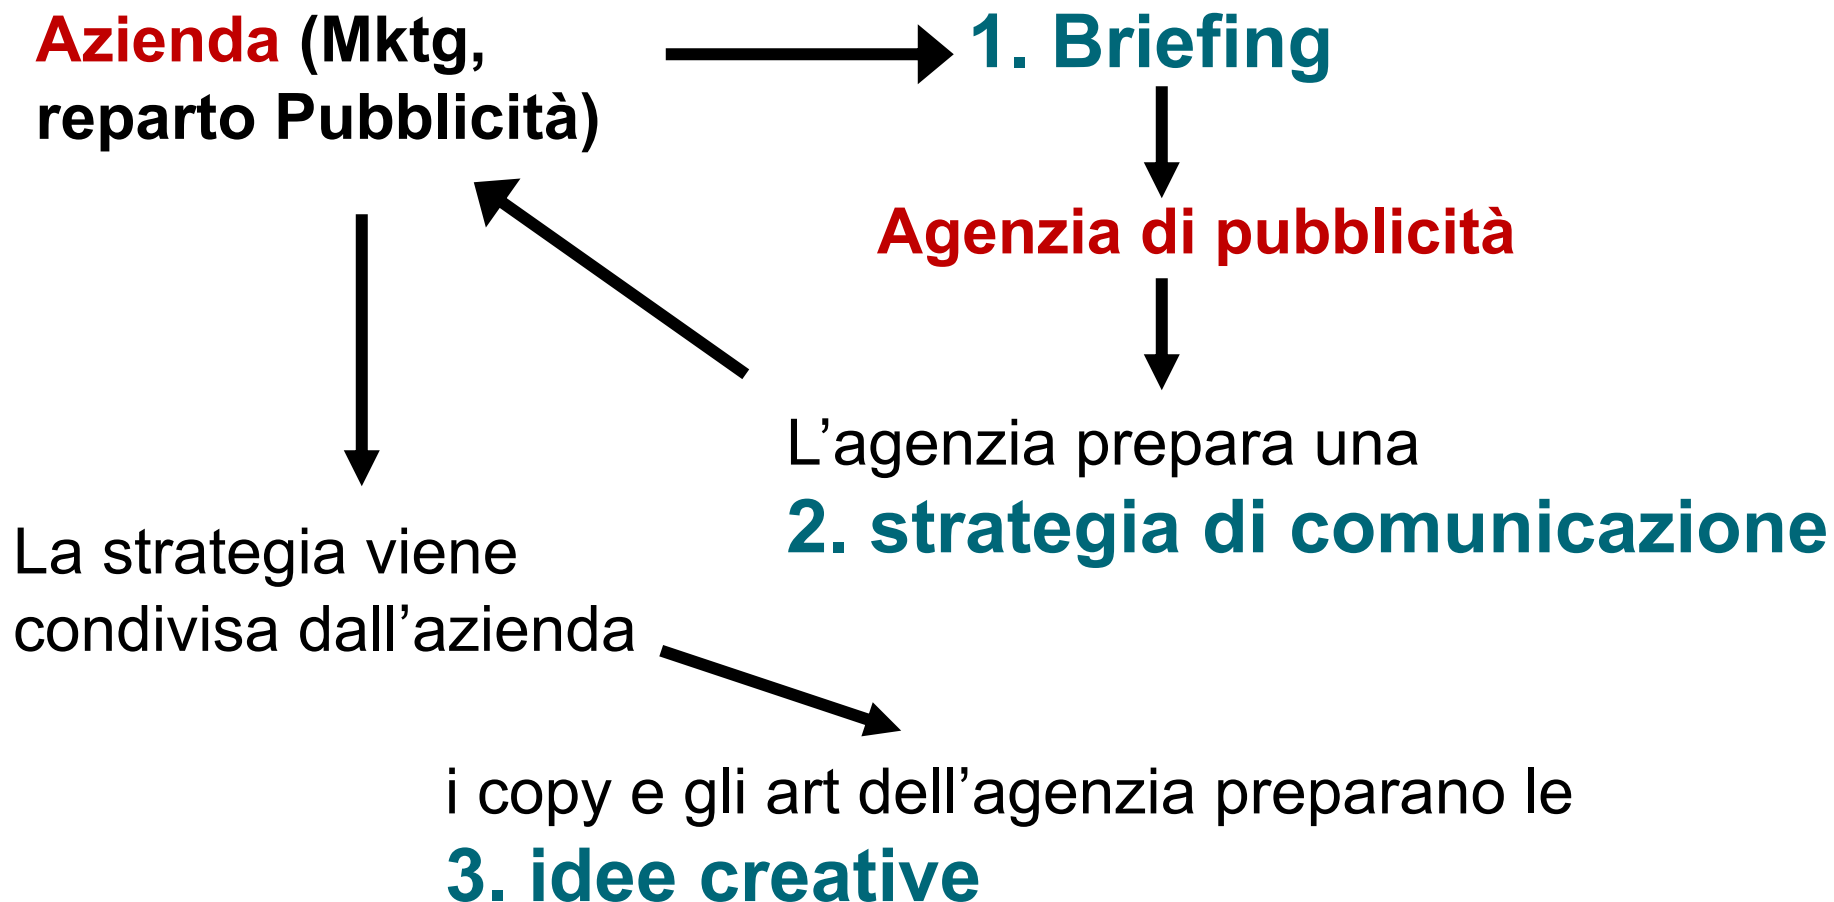 Azienda (Mktg,
reparto Pubblicità)
1. Briefing
Agenzia di pubblicità
L’agenzia prepara una
2. strategia di comunicazione
La strategia viene
condivisa dall’azienda
i copy e gli art dell’agenzia preparano le
3. idee creative